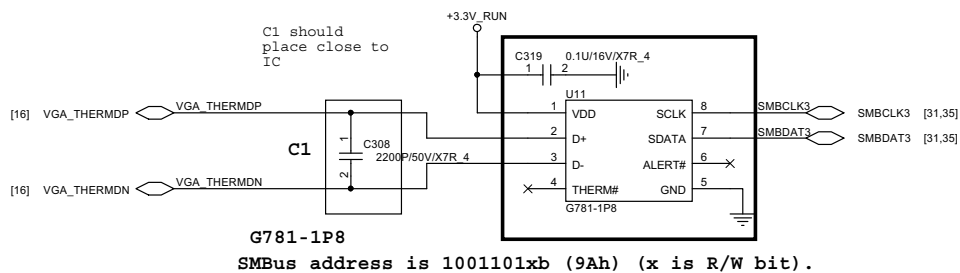 +3.3V_RUN
C1 should
place close to
IC
C319 0.1U/16V/X7R_4
1 2
U11
[16] VGA_THERMDP VGA_THERMDP
1 VDD SCLK 8 SMBCLK3 SMBCLK3 [31,35]
2 D+ SDATA 7 SMBDAT3 SMBDAT3 [31,35]
C1 1 2 C308
2200P/50V/X7R_4
3 D- ALERT# 6
[16] VGA_THERMDN VGA_THERMDN
4 THERM# GND 5
G781-1P8
G781-1P8
SMBus address is 1001101xb (9Ah) (x is R/W bit).